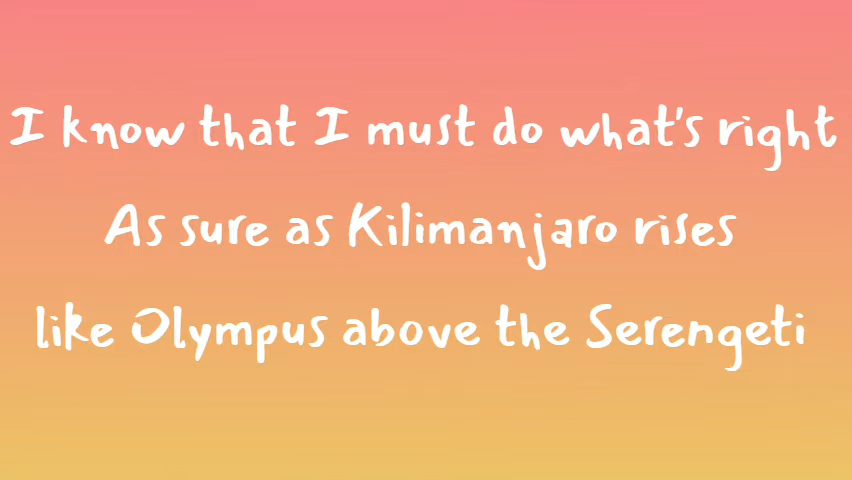 I know that I must do what's right
As sure as Kilimanjaro rises
like Olympus above the Serengeti